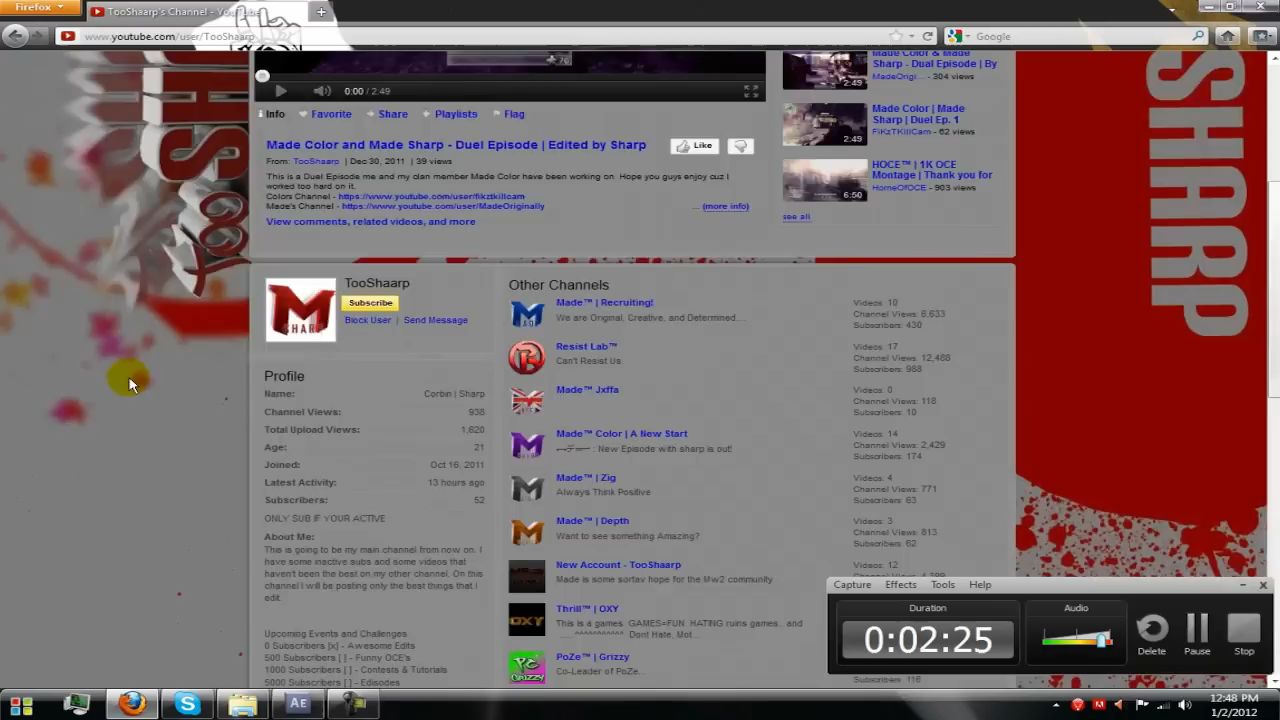 Firefox
TooShaarp's Channel - YouTube
www.youtube.com/user/TooShaarp
Google
76
0:00 / 2:49
Info Favorite Share Playlists Flag
Made Color and Made Sharp - Duel Episode | Edited by Sharp
Like
From: TooShaarp | Dec 30, 2011 | 39 views
This is a Duel Episode me and my clan member Made Color have been working on. Hope you guys enjoy cuz I
worked too hard on it.
Colors Channel - https://www.youtube.com/user/fikztkillcam
Made's Channel - https://www.youtube.com/user/MadeOriginally
... (more info)
View comments, related videos, and more
Made Color & Made
Sharp - Duel Episode | By
MadeOrigi... - 304 views
2:49
Made Color | Made
Sharp | Duel Ep. 1
FiKzTKillCam - 62 views
2:49
HOCE™ | 1K OCE
Montage | Thank you for
HomeOfOCE - 903 views
6:50
see all
SHARP
TooShaarp
Subscribe
Block User | Send Message
Profile
Name: Corbin | Sharp
Channel Views: 938
Total Upload Views: 1,620
Age: 21
Joined: Oct 16, 2011
Latest Activity: 13 hours ago
Subscribers: 52
ONLY SUB IF YOUR ACTIVE
About Me:
This is going to be my main channel from now on. I
have some inactive subs and some videos that
haven't been the best on my other channel. On this
channel I will be posting only the best things that I
edit.
Upcoming Events and Challenges
0 Subscribers [x] - Awesome Edits
500 Subscribers [ ] - Funny OCE's
1000 Subscribers [ ] - Contests & Tutorials
5000 Subscribers [ ] - Edisodes
Other Channels
Made™ | Recruiting!
We are Original, Creative, and Determined....
Videos: 10
Channel Views: 6,633
Subscribers: 430
Resist Lab™
Can't Resist Us.
Videos: 17
Channel Views: 12,488
Subscribers: 988
Made™ Jxffa
Videos: 0
Channel Views: 118
Subscribers: 10
Made™ Color | A New Start
: New Episode with sharp is out!
Videos: 14
Channel Views: 2,429
Subscribers: 174
Made™ | Zig
Always Think Positive
Videos: 4
Channel Views: 771
Subscribers: 63
Made™ | Depth
Want to see something Amazing?
Videos: 3
Channel Views: 813
Subscribers: 62
New Account - TooShaarp
Made is some sortav hope for the Mw2 community
Videos: 12
Thrill™ | OXY
This is a games. GAMES=FUN. HATING ruins games.. and
.... ^^^^^^^^^^^ Dont Hate, Mot...
OXY
PoZe™ | Grizzy
Co-Leader of PoZe..
GRIZZY
Subscribers: 116
Capture Effects Tools Help
Duration
0:02:25
Audio
Delete Pause Stop
Ae
12:48 PM
1/2/2012